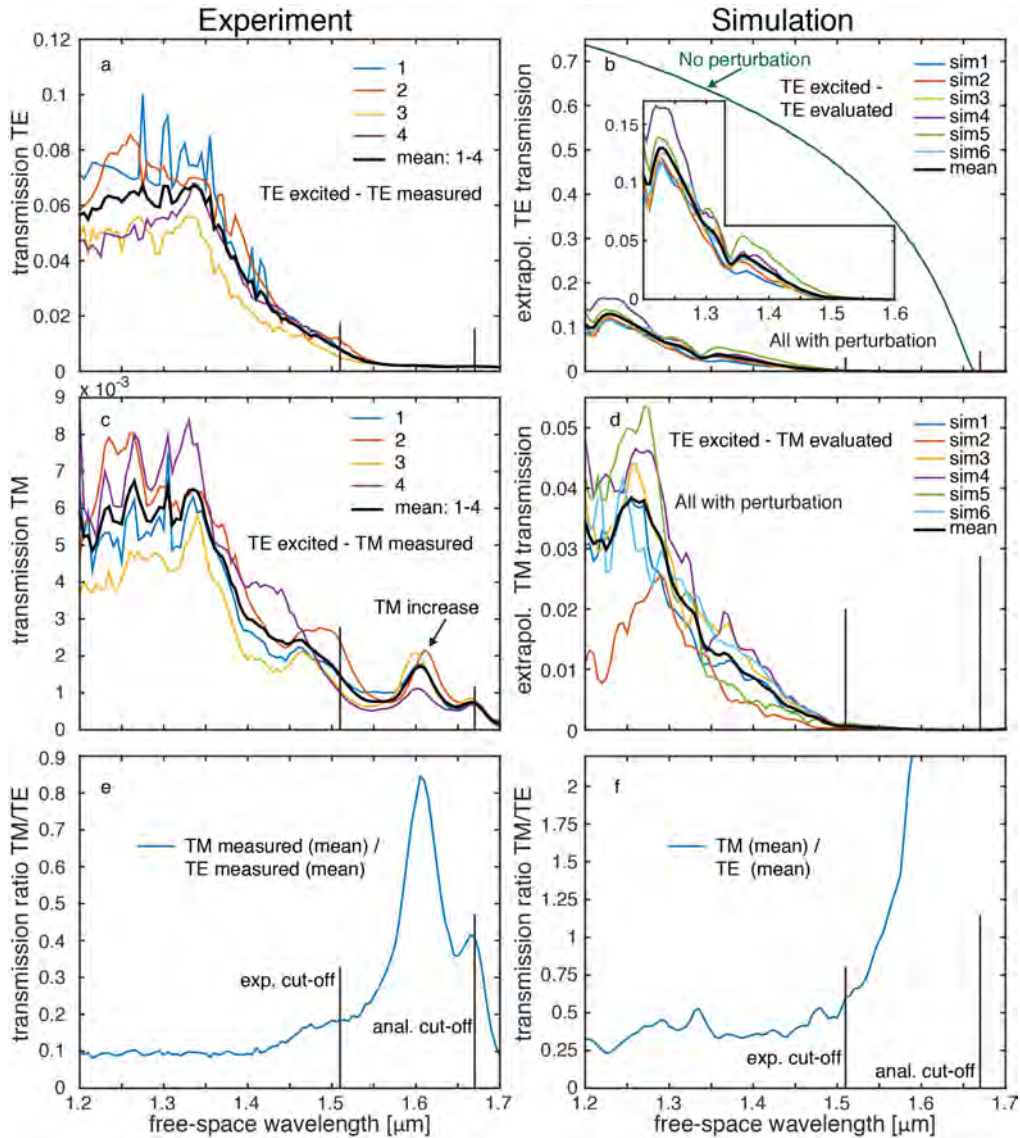 Experiment
Simulation
a
transmission TE
0.12
0.1
0.08
0.06
0.04
0.02
0
1
2
3
4
mean: 1-4
TE excited - TE measured
b
extrapol. TE transmission
0.7
0.6
0.5
0.4
0.3
0.2
0.1
0
No perturbation
TE excited -
TE evaluated
sim1
sim2
sim3
sim4
sim5
sim6
mean
0.15
0.1
0.05
0
1.3
1.4
1.5
1.6
All with perturbation
x 10-3
c
transmission TM
9
8
7
6
5
4
3
2
1
0
1
2
3
4
mean: 1-4
TE excited - TM measured
TM increase
d
extrapol. TM transmission
0.05
0.04
0.03
0.02
0.01
0
TE excited - TM evaluated
All with perturbation
sim1
sim2
sim3
sim4
sim5
sim6
mean
e
transmission ratio TM/TE
0.9
0.8
0.7
0.6
0.5
0.4
0.3
0.2
0.1
0
TM measured (mean) /
TE measured (mean)
exp. cut-off
anal. cut-off
1.2 1.3 1.4 1.5 1.6 1.7
free-space wavelength [μm]
f
transmission ratio TM/TE
2
1.75
1.5
1.25
1
0.75
0.5
0.25
0
TM (mean) /
TE (mean)
exp. cut-off
anal. cut-off
1.2 1.3 1.4 1.5 1.6 1.7
free-space wavelength [μm]